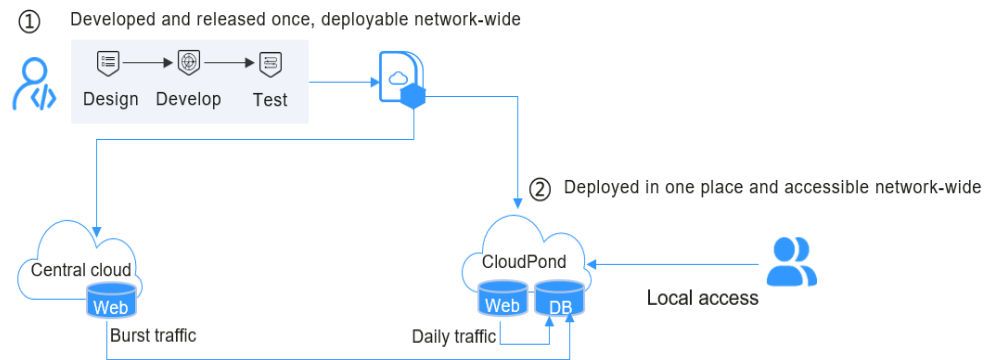 ① Developed and released once, deployable network-wide
Design Develop Test
② Deployed in one place and accessible network-wide
Central cloud
Web
CloudPond
Web DB
Local access
Burst traffic
Daily traffic